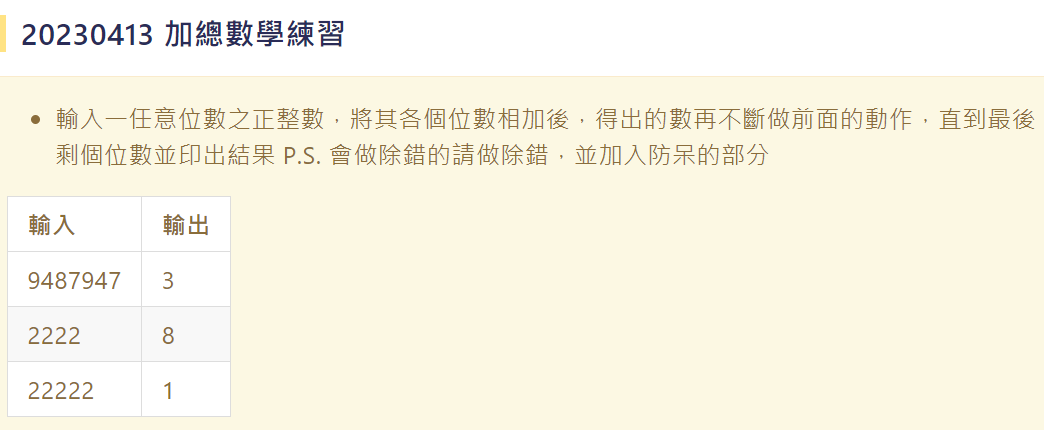 20230413 加總數學練習
輸入一任意位數之正整數，將其各個位數相加後，得出的數再不斷做前面的動作，直到最後
剩個位數並印出結果 P.S. 會做除錯的請做除錯，並加入防呆的部分
輸入 輸出
9487947 3
2222 8
22222 1